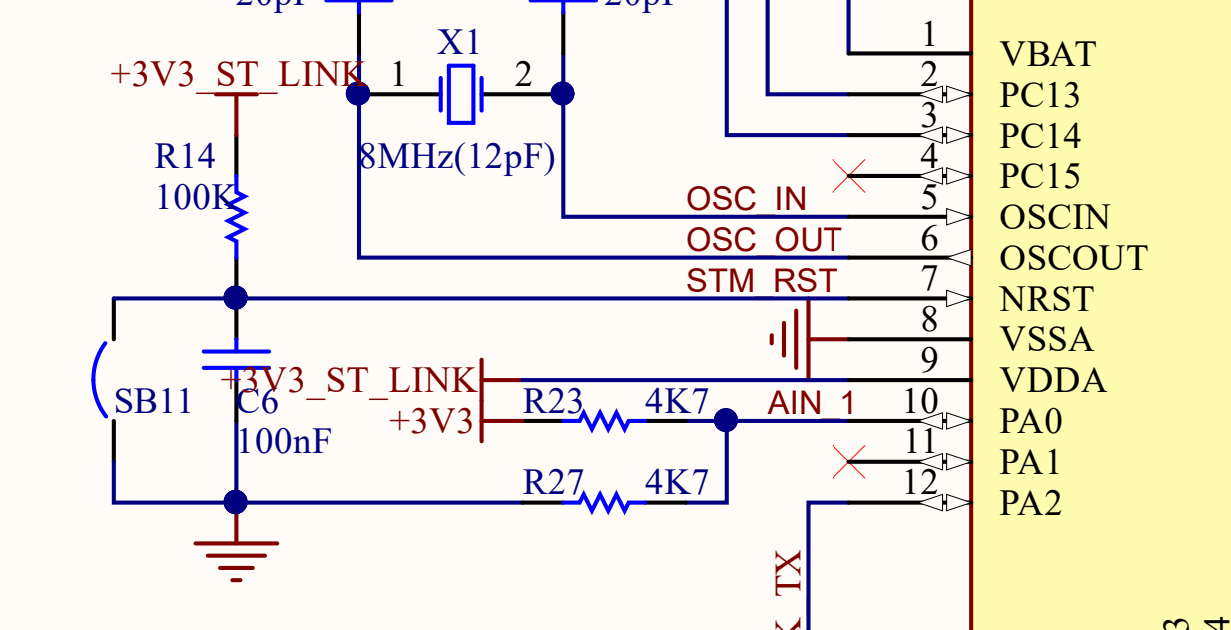 20pF
20pF
X1
+3V3_ST_LINK
1
2
8MHz(12pF)
R14
100K
1
VBAT
2
PC13
3
PC14
4
PC15
OSC_IN
5
OSCIN
OSC_OUT
6
OSCOUT
STM_RST
7
NRST
8
VSSA
+3V3_ST_LINK
9
VDDA
SB11
C6
100nF
+3V3
R23
4K7
AIN_1
10
PA0
11
PA1
R27
4K7
12
PA2
TX